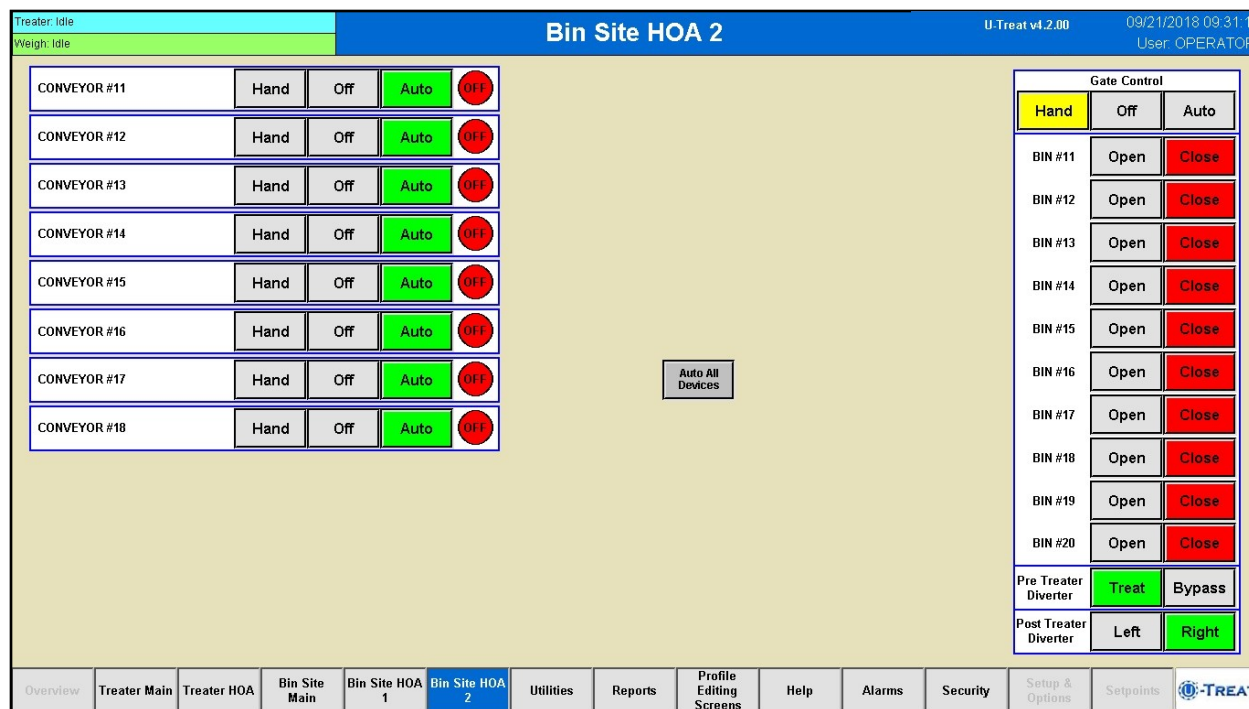 Treater: Idle
Weigh: Idle
Bin Site HOA 2
U-Treat v4.2.00
09/21/2018 09:31:1
User: OPERATOR
CONVEYOR #11 Hand Off Auto OFF
CONVEYOR #12 Hand Off Auto OFF
CONVEYOR #13 Hand Off Auto OFF
CONVEYOR #14 Hand Off Auto OFF
CONVEYOR #15 Hand Off Auto OFF
CONVEYOR #16 Hand Off Auto OFF
CONVEYOR #17 Hand Off Auto OFF
CONVEYOR #18 Hand Off Auto OFF
Auto All
Devices
Gate Control
Hand Off Auto
BIN #11 Open Close
BIN #12 Open Close
BIN #13 Open Close
BIN #14 Open Close
BIN #15 Open Close
BIN #16 Open Close
BIN #17 Open Close
BIN #18 Open Close
BIN #19 Open Close
BIN #20 Open Close
Pre Treater
Diverter
Treat Bypass
Post Treater
Diverter
Left Right
Overview
Treater Main
Treater HOA
Bin Site
Main
Bin Site HOA
1
Bin Site HOA
2
Utilities
Reports
Profile
Editing
Screens
Help
Alarms
Security
Setup &
Options
Setpoints
U-TREAT